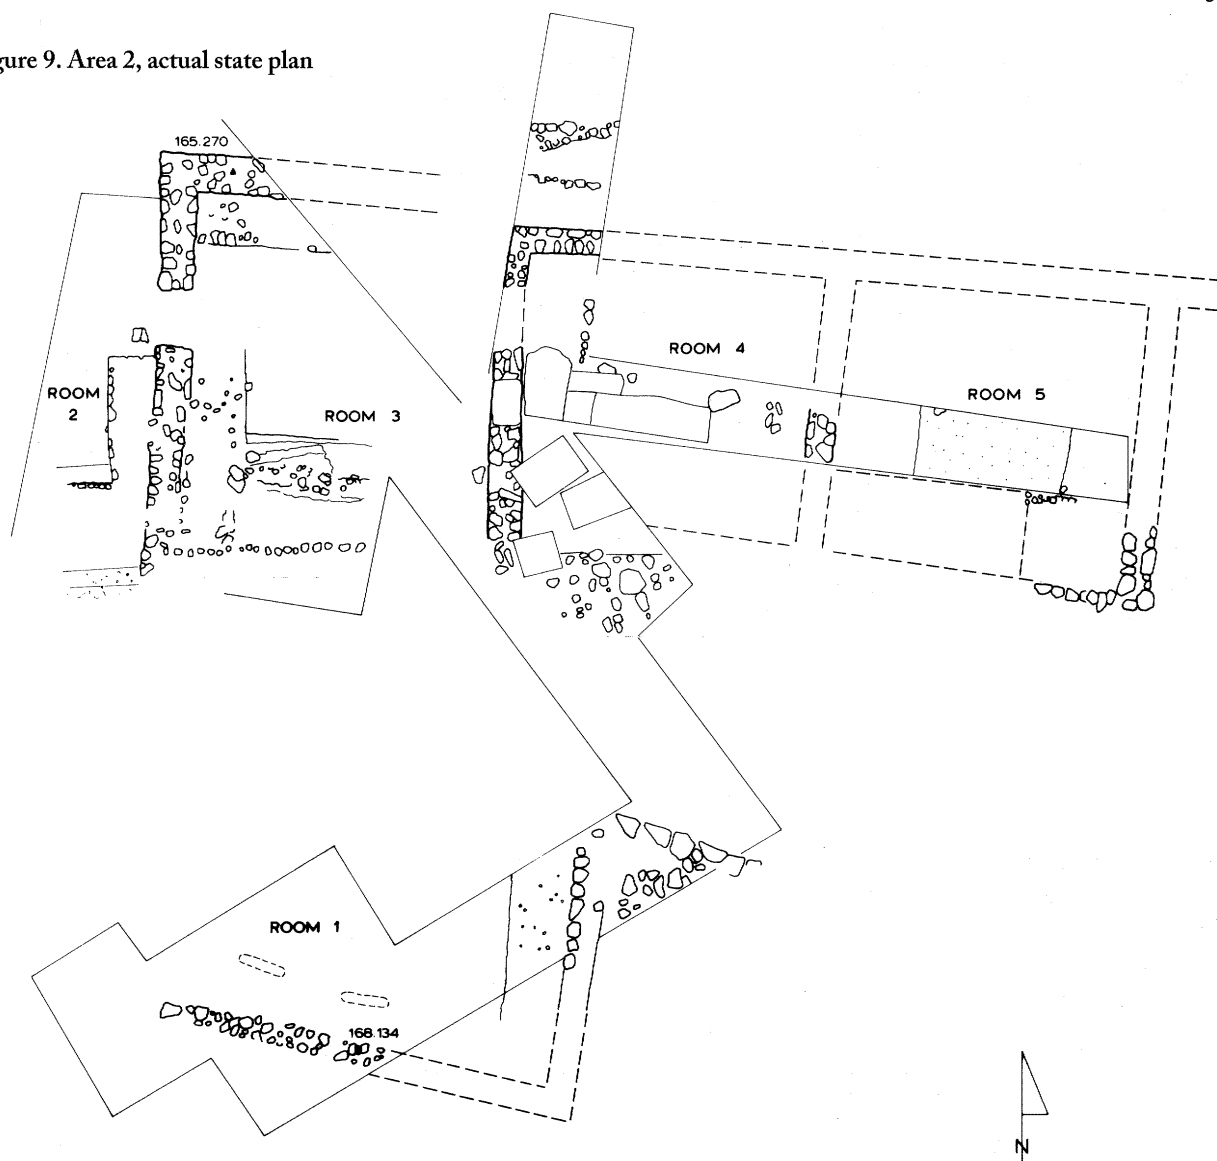 gure 9. Area 2, actual state plan
165.270
ROOM 4
ROOM 5
ROOM
2
ROOM 3
ROOM 1
168.134
N